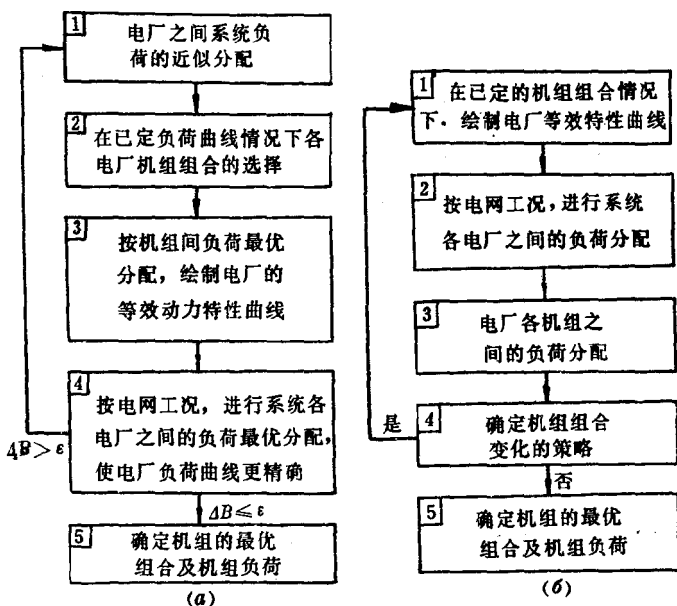 1
电厂之间系统负
荷的近似分配
2
在已定负荷曲线情况下各
电厂机组组合的选择
3
按机组间负荷最优
分配，绘制电厂的
等效动力特性曲线
4
按电网工况，进行系统各
电厂之间的负荷最优分配，
使电厂负荷曲线更精确
ΔB＞ε
ΔB≤ε
5
确定机组的最优
组合及机组负荷
(а)
1
在已定的机组组合情况
下．绘制电厂等效特性曲线
2
按电网工况，进行系统
各电厂之间的负荷分配
3
电厂各机组之
间的负荷分配
是
4
确定机组组合
变化的策略
否
5
确定机组的最优
组合及机组负荷
(б)